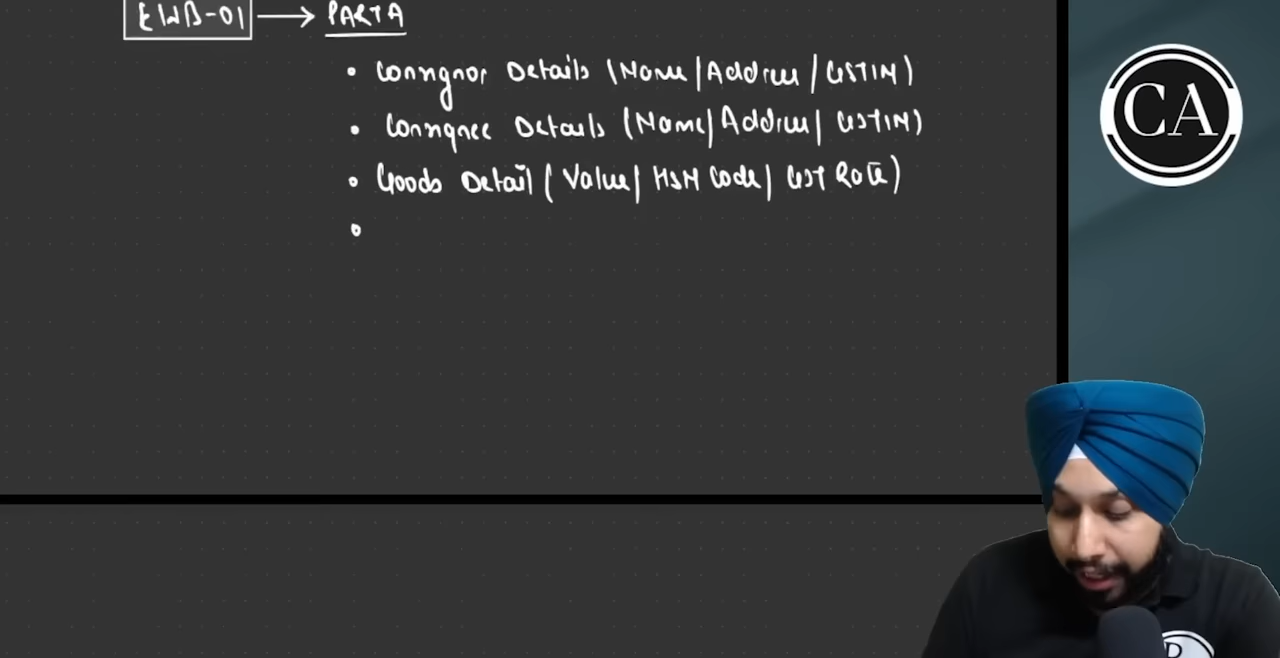 EWB-01 → PART A
• Consignor Details (Name/Address/GSTIN)
• Consignee Details (Name/Address/GSTIN)
• Goods Detail (Value/HSN Code/GST Rate)
CA